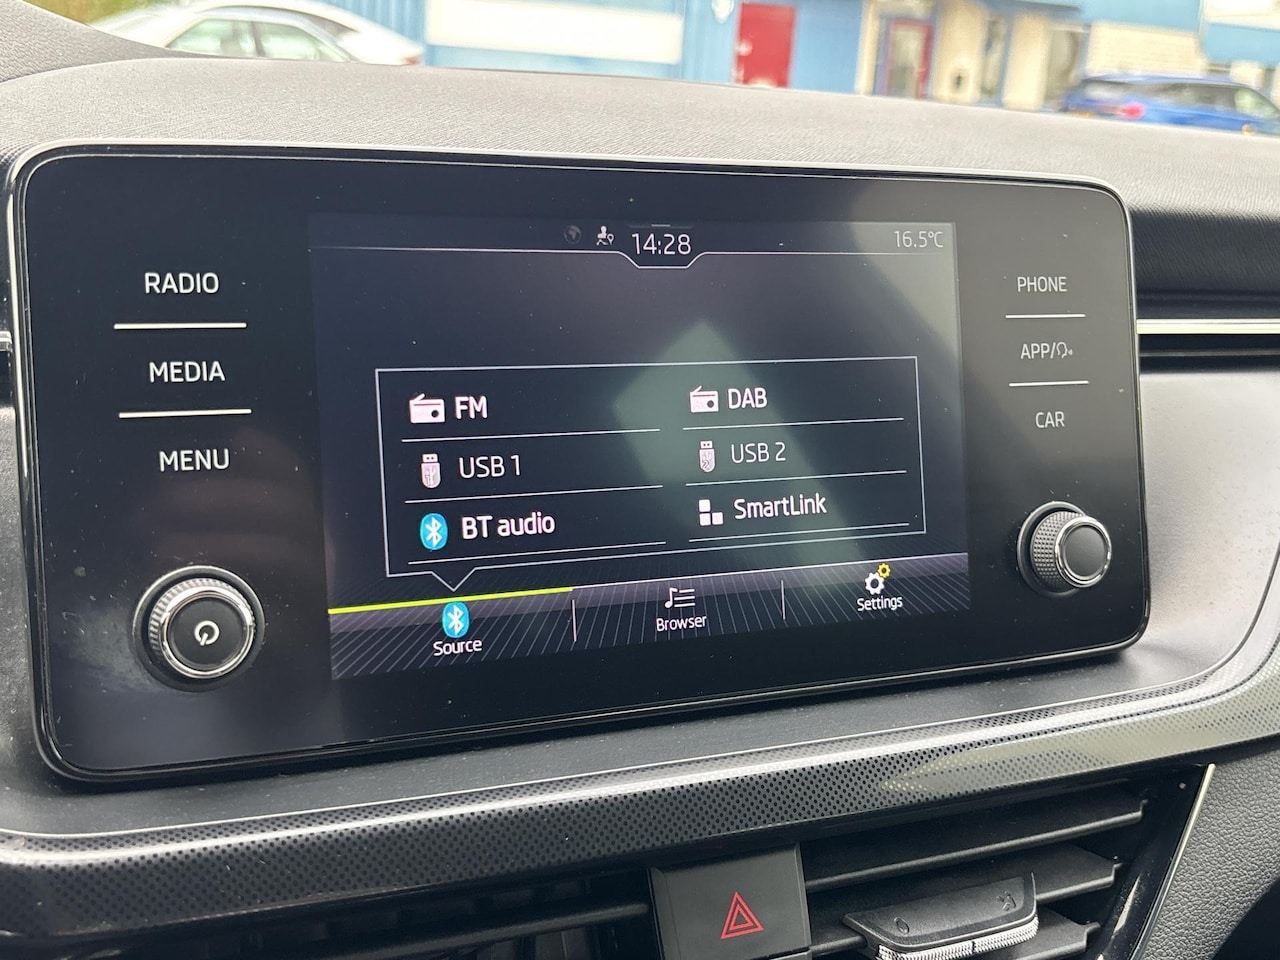 14:28
16.5°C
RADIO
MEDIA
MENU
FM
DAB
USB 1
USB 2
BT audio
SmartLink
Source
Browser
Settings
PHONE
APP/
CAR